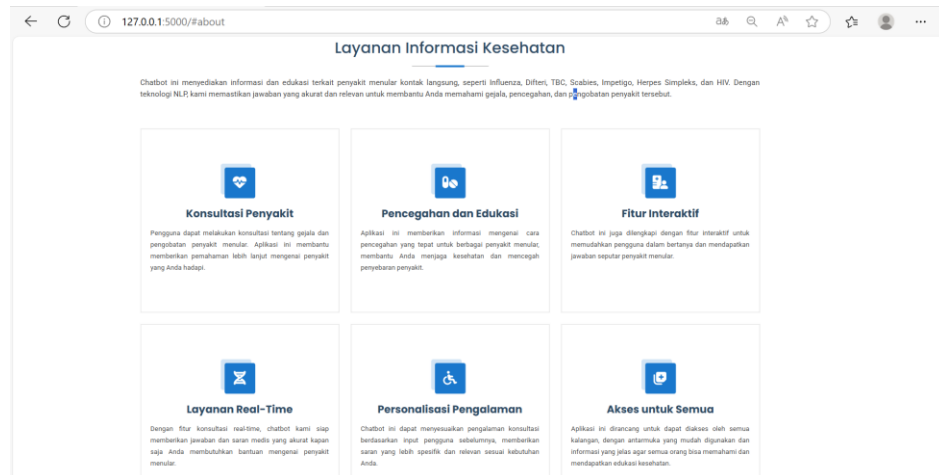 127.0.0.1:5000/#about
Layanan Informasi Kesehatan
Chatbot ini menyediakan informasi dan edukasi terkait penyakit menular kontak langsung, seperti Influenza, Difteri, TBC, Scabies, Impetigo, Herpes Simpleks, dan HIV. Dengan
teknologi NLP, kami memastikan jawaban yang akurat dan relevan untuk membantu Anda memahami gejala, pencegahan, dan pengobatan penyakit tersebut.
Konsultasi Penyakit
Pengguna dapat melakukan konsultasi tentang gejala dan
pengobatan penyakit menular. Aplikasi ini membantu
memberikan pemahaman lebih lanjut mengenai penyakit
yang Anda hadapi.
Pencegahan dan Edukasi
Aplikasi ini memberikan informasi mengenai cara
pencegahan yang tepat untuk berbagai penyakit menular,
membantu Anda menjaga kesehatan dan mencegah
penyebaran penyakit.
Fitur Interaktif
Chatbot ini juga dilengkapi dengan fitur interaktif untuk
memudahkan pengguna dalam bertanya dan mendapatkan
jawaban seputar penyakit menular.
Layanan Real-Time
Dengan fitur konsultasi real-time, chatbot kami siap
memberikan jawaban dan saran medis yang akurat kapan
saja Anda membutuhkan bantuan mengenai penyakit
menular.
Personalisasi Pengalaman
Chatbot ini dapat menyesuaikan pengalaman konsultasi
berdasarkan input pengguna sebelumnya, memberikan
saran yang lebih spesifik dan relevan sesuai kebutuhan
Anda.
Akses untuk Semua
Aplikasi ini dirancang untuk dapat diakses oleh semua
kalangan, dengan antarmuka yang mudah digunakan dan
informasi yang jelas agar semua orang bisa memahami dan
mendapatkan edukasi kesehatan.